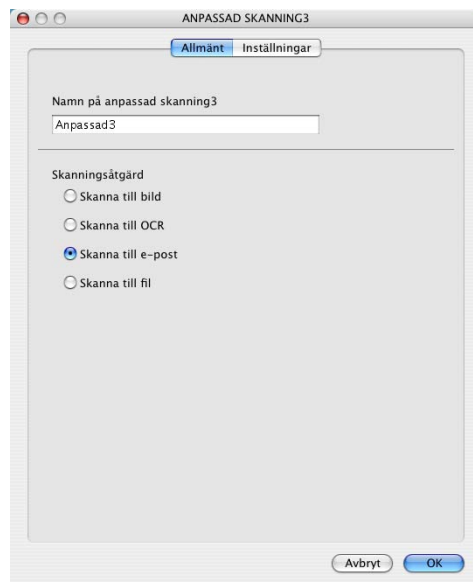 ANPASSAD SKANNING3
Allmänt Inställningar
Namn på anpassad skanning3
Anpassad3
Skanningsåtgärd
Skanna till bild
Skanna till OCR
Skanna till e-post
Skanna till fil
Avbryt OK